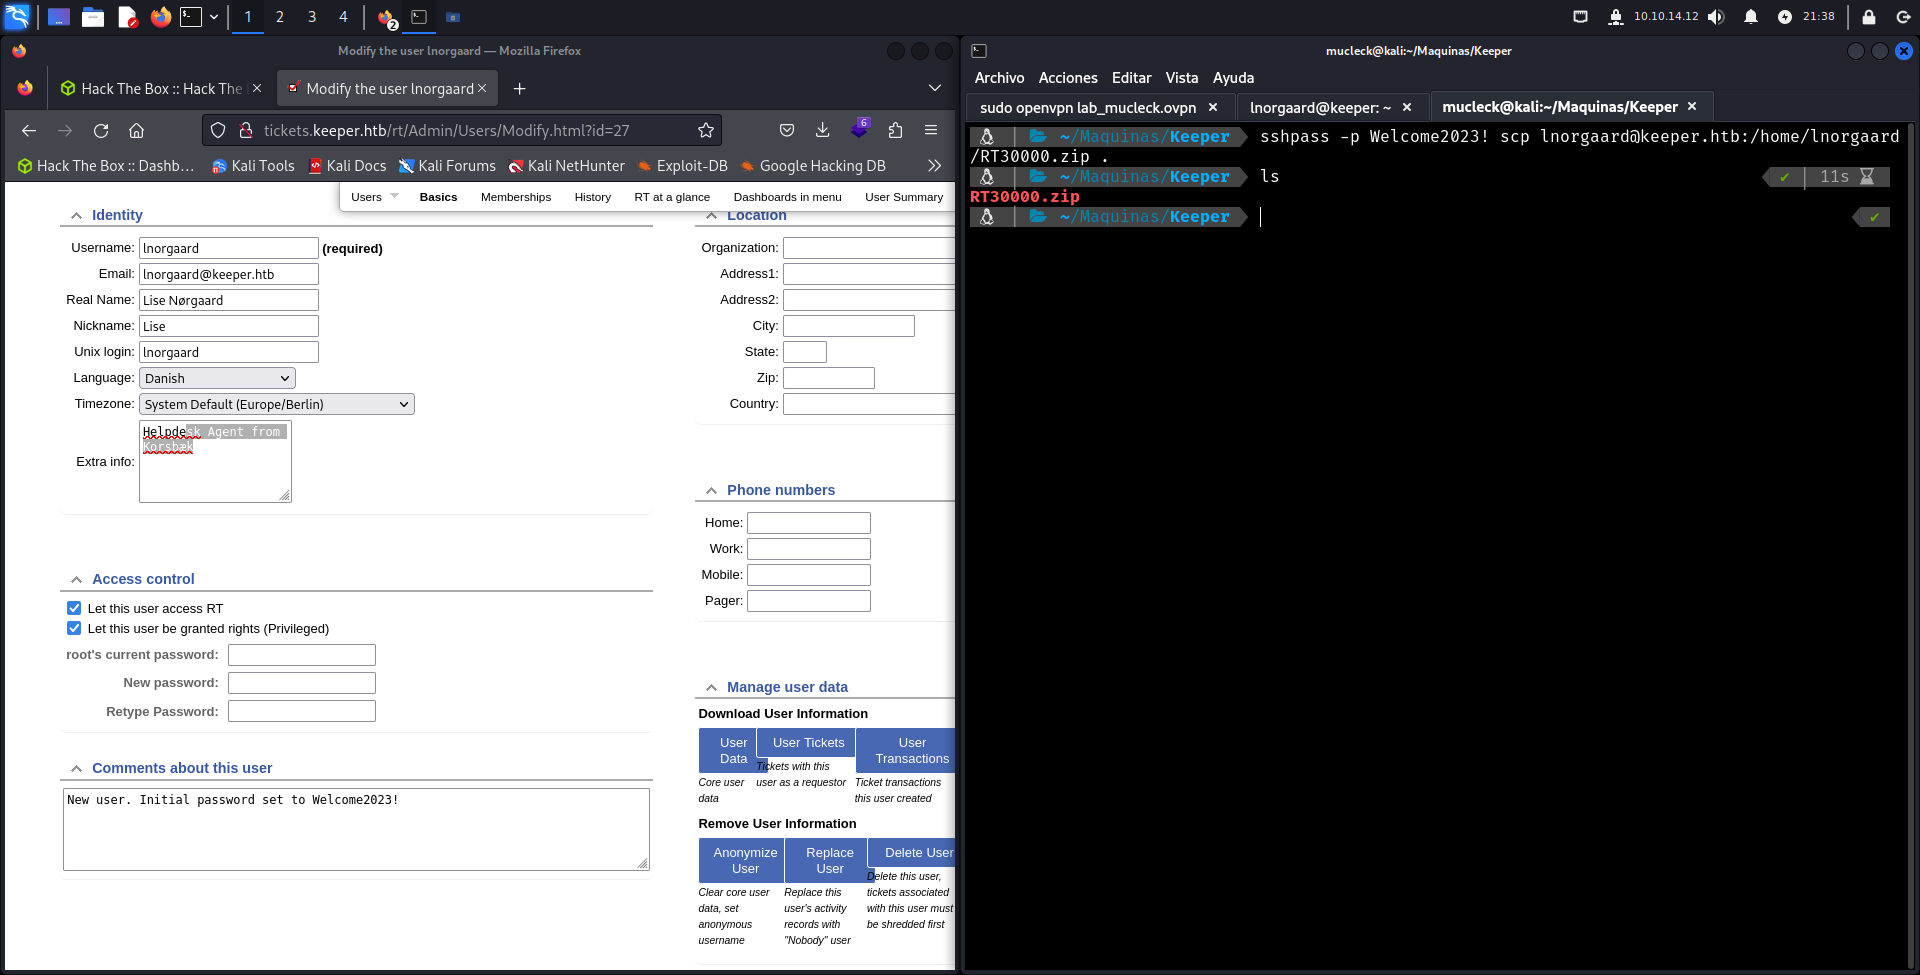 1 2 3 4 2 10.10.14.12 21:38
Modify the user lnorgaard — Mozilla Firefox
Hack The Box :: Hack The
Modify the user lnorgaard
tickets.keeper.htb/rt/Admin/Users/Modify.html?id=27
6
Hack The Box :: Dashb… Kali Tools Kali Docs Kali Forums Kali NetHunter Exploit-DB Google Hacking DB
Users Basics Memberships History RT at a glance Dashboards in menu User Summary
Identity
Username: lnorgaard (required)
Email: lnorgaard@keeper.htb
Real Name: Lise Nørgaard
Nickname: Lise
Unix login: lnorgaard
Language: Danish
Timezone: System Default (Europe/Berlin)
Extra info: Helpdesk Agent from
Korsbæk
Access control
Let this user access RT
Let this user be granted rights (Privileged)
root's current password:
New password:
Retype Password:
Comments about this user
New user. Initial password set to Welcome2023!
Location
Organization:
Address1:
Address2:
City:
State:
Zip:
Country:
Phone numbers
Home:
Work:
Mobile:
Pager:
Manage user data
Download User Information
User Data
Core user data
User Tickets
Tickets with this user as a requestor
User Transactions
Ticket transactions this user created
Remove User Information
Anonymize User
Clear core user data, set anonymous username
Replace User
Replace this user's activity records with "Nobody" user
Delete User
Delete this user, tickets associated with this user must be shredded first
mucleck@kali:~/Maquinas/Keeper
Archivo Acciones Editar Vista Ayuda
sudo openvpn lab_mucleck.ovpn
lnorgaard@keeper: ~
mucleck@kali:~/Maquinas/Keeper
~/Maquinas/Keeper sshpass -p Welcome2023! scp lnorgaard@keeper.htb:/home/lnorgaard
/RT30000.zip .
~/Maquinas/Keeper ls ✔ 11s
RT30000.zip
~/Maquinas/Keeper ✔